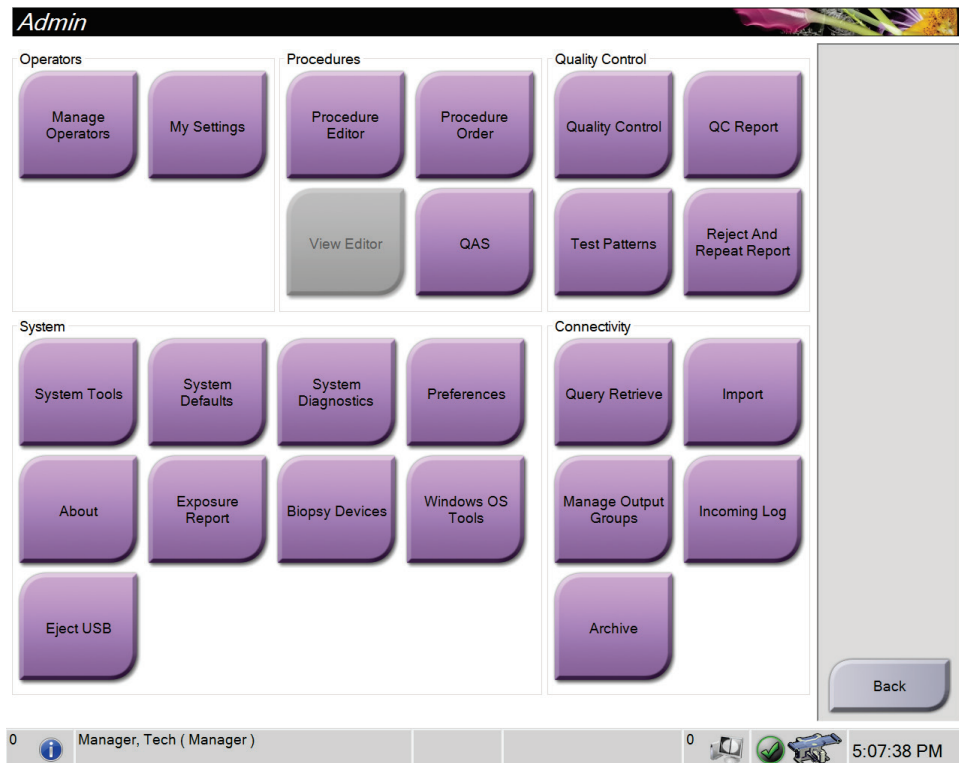 Admin
Operators
Manage
Operators
My Settings
Procedures
Procedure
Editor
Procedure
Order
View Editor
QAS
Quality Control
Quality Control
QC Report
Test Patterns
Reject And
Repeat Report
System
System Tools
System
Defaults
System
Diagnostics
Preferences
About
Exposure
Report
Biopsy Devices
Windows OS
Tools
Eject USB
Connectivity
Query Retrieve
Import
Manage Output
Groups
Incoming Log
Archive
Back
0
Manager, Tech ( Manager )
0
5:07:38 PM